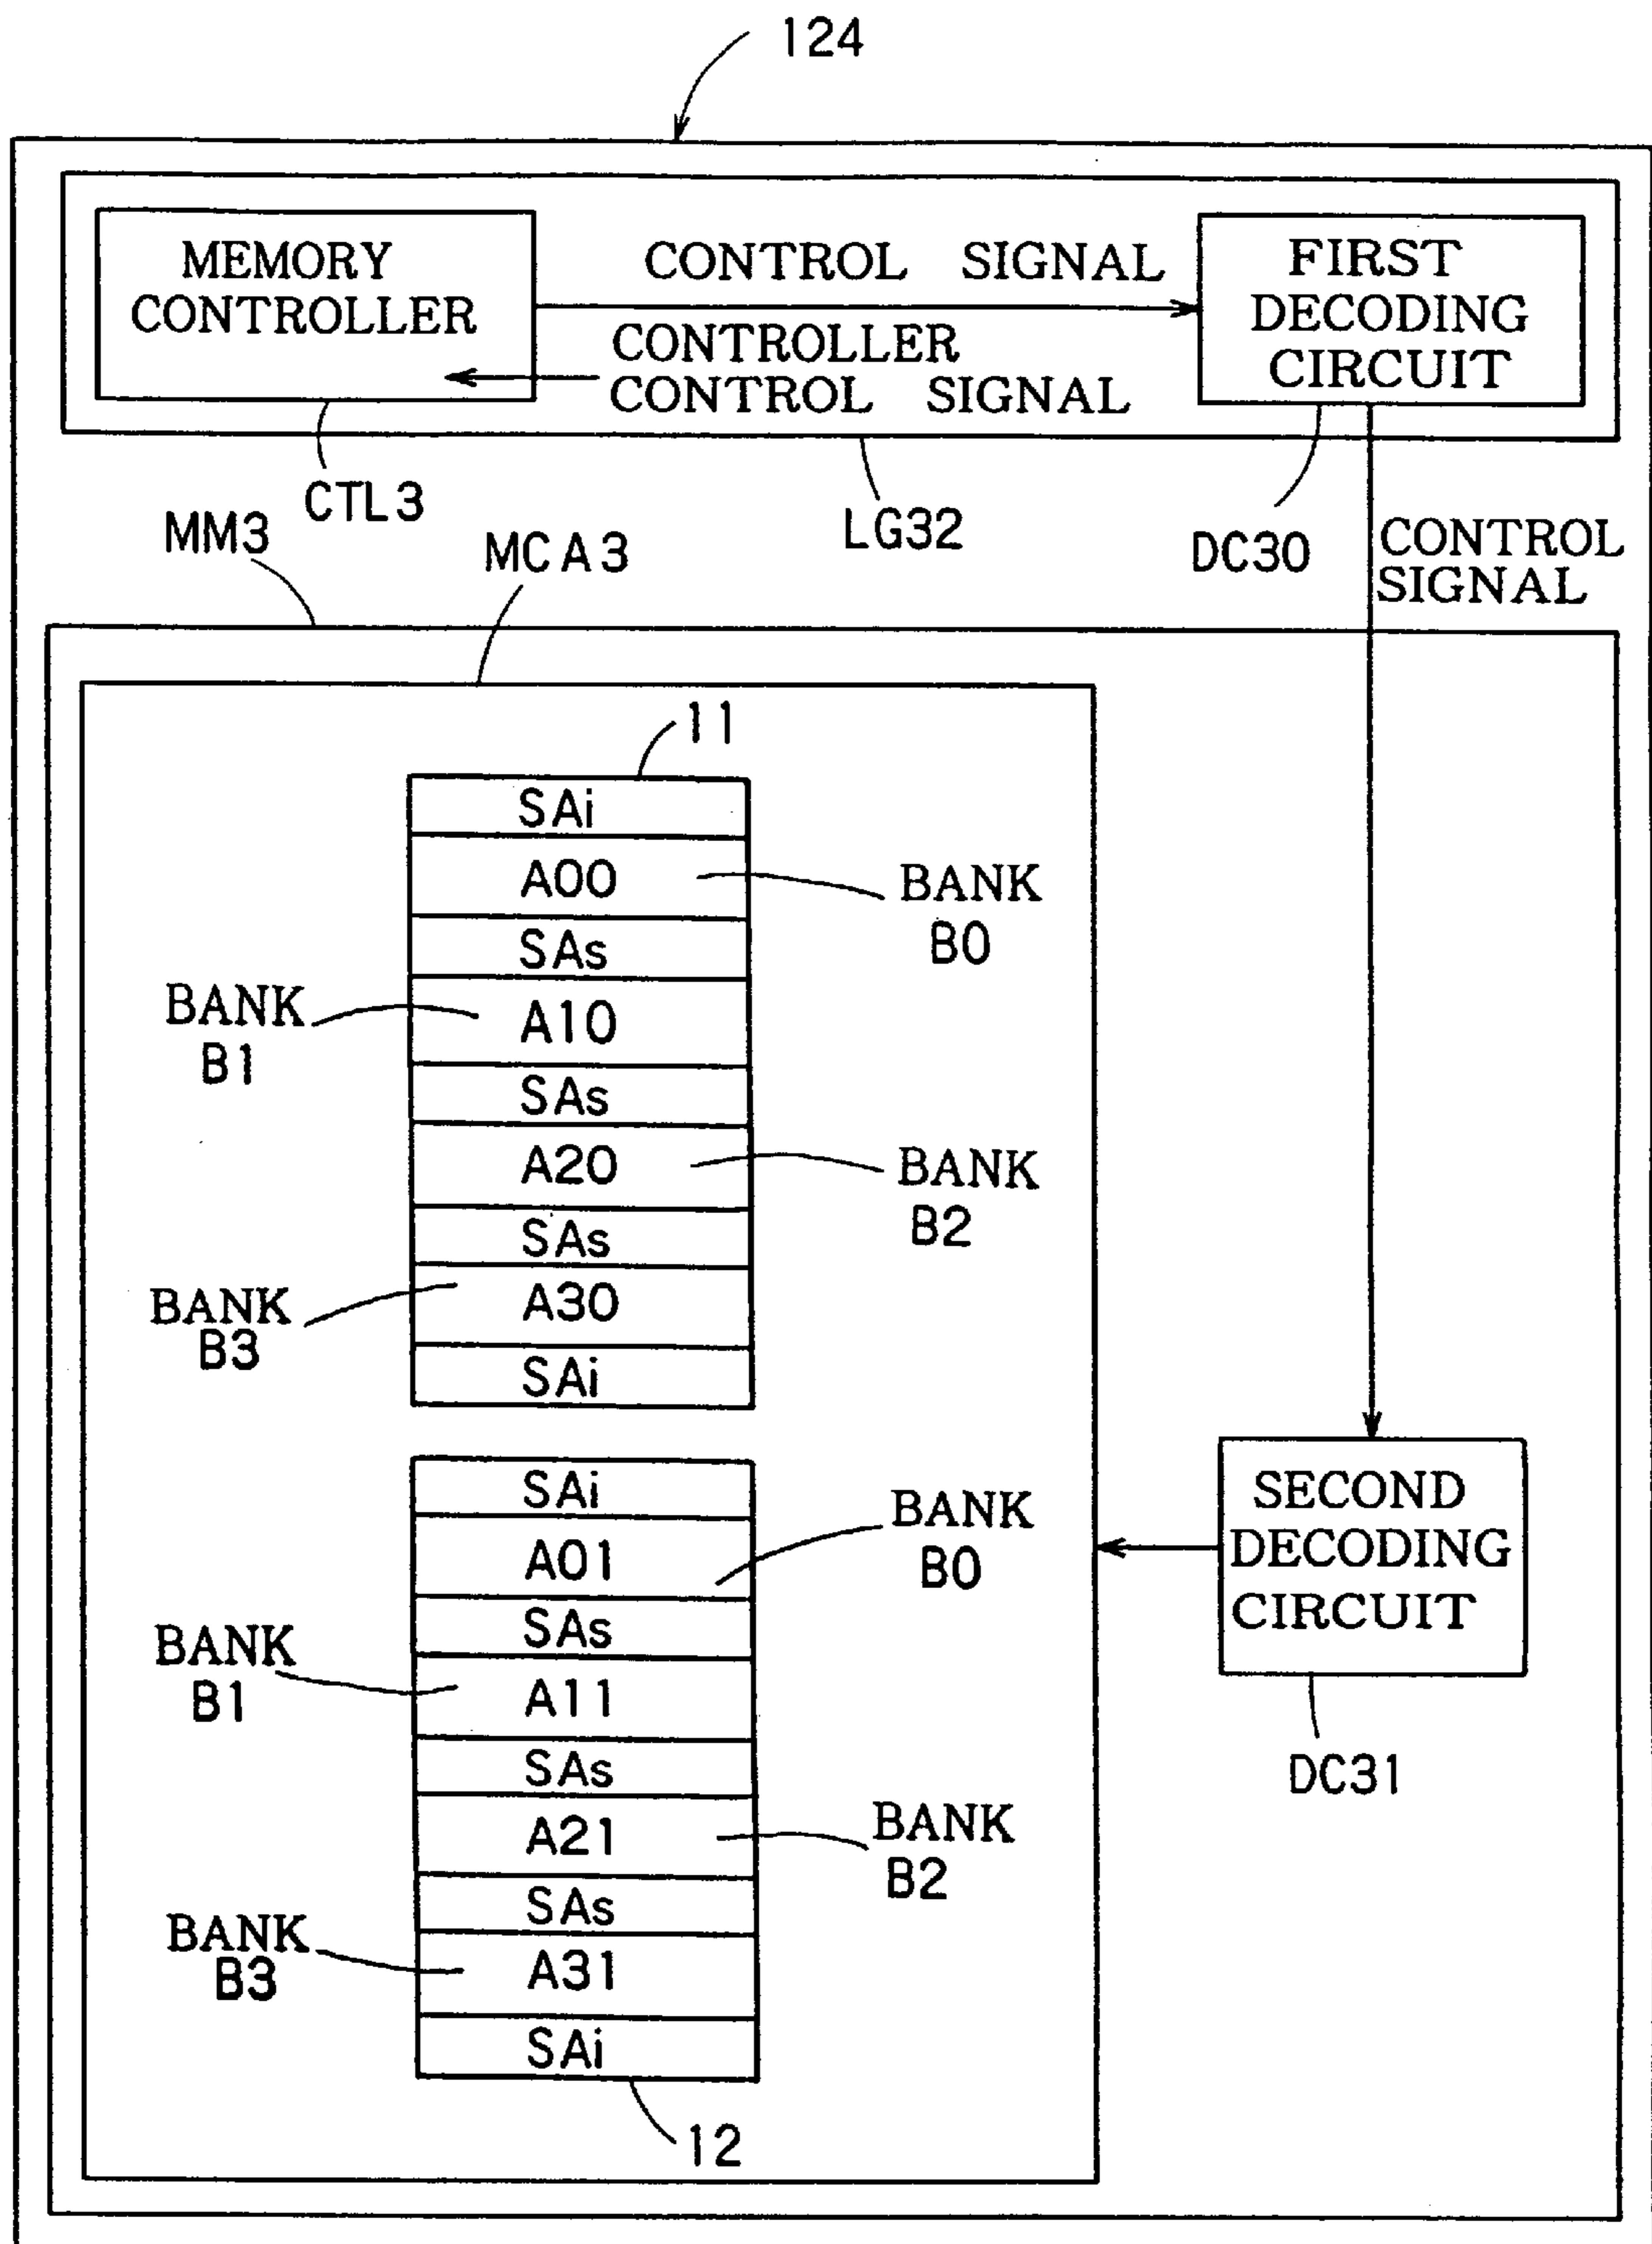 124
MEMORY
CONTROLLER
CONTROL SIGNAL
CONTROLLER
CONTROL SIGNAL
FIRST
DECODING
CIRCUIT
CTL3
LG32
DC30
CONTROL
SIGNAL
MM3
MCA3
11
SAi
A00
BANK
B0
SAs
BANK
B1
A10
SAs
A20
BANK
B2
SAs
BANK
B3
A30
SAi
SAi
A01
BANK
B0
SAs
BANK
B1
A11
SAs
A21
BANK
B2
SAs
BANK
B3
A31
SAi
12
SECOND
DECODING
CIRCUIT
DC31